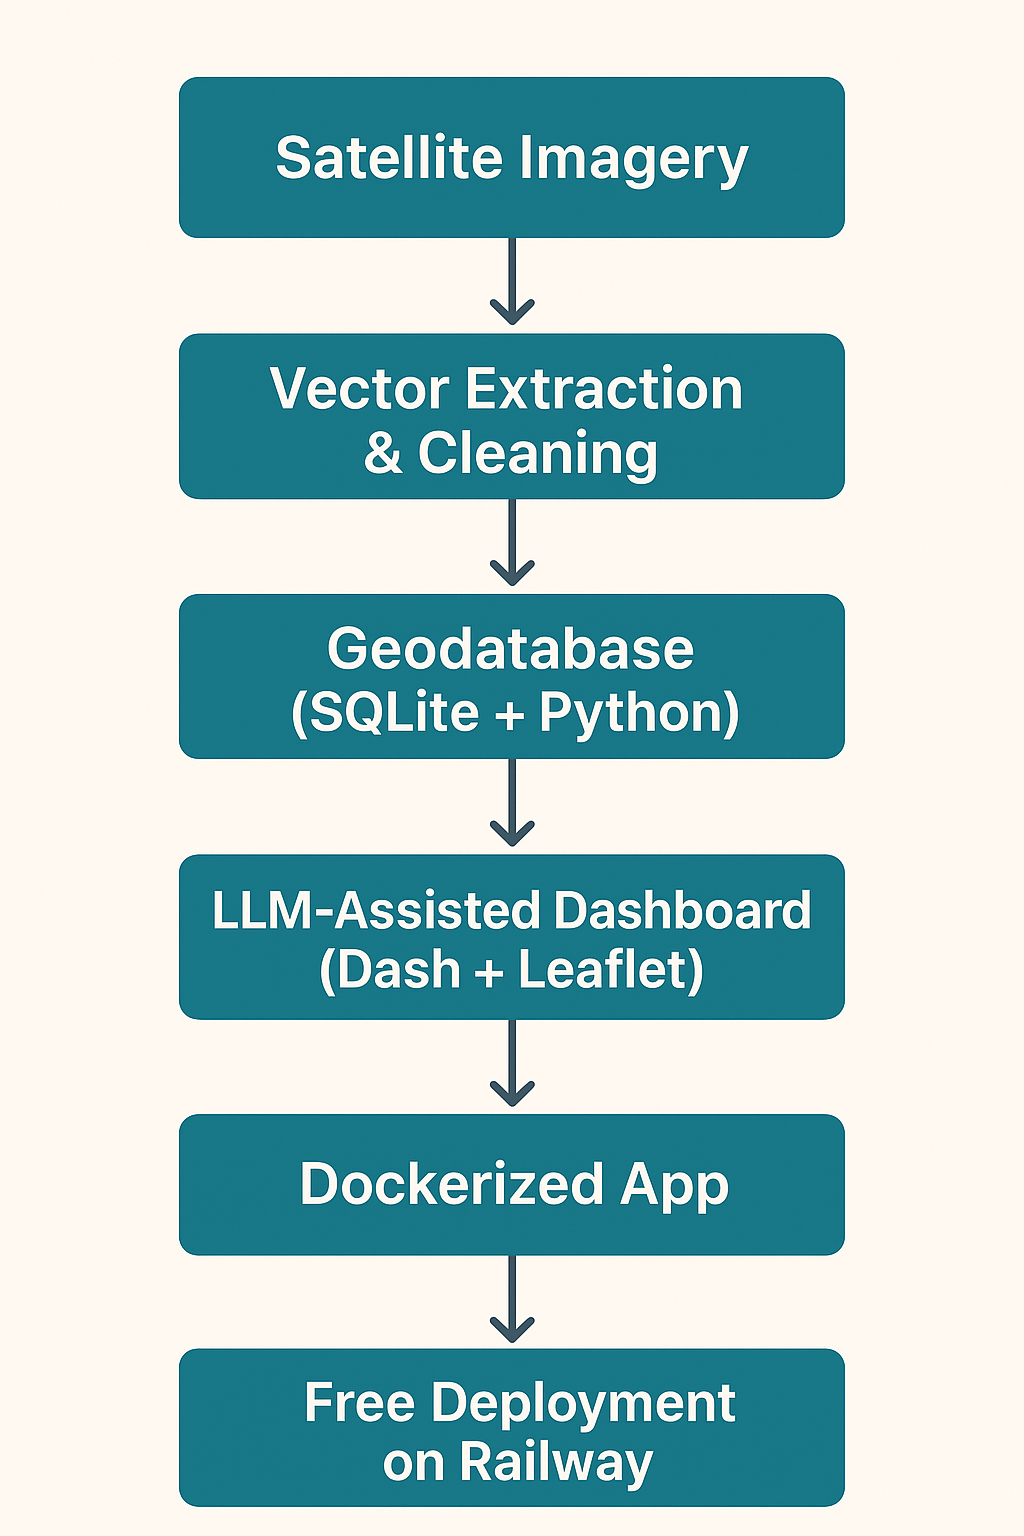 Satellite Imagery
Vector Extraction
& Cleaning
Geodatabase
(SQLite + Python)
LLM-Assisted Dashboard
(Dash + Leaflet)
Dockerized App
Free Deployment
on Railway